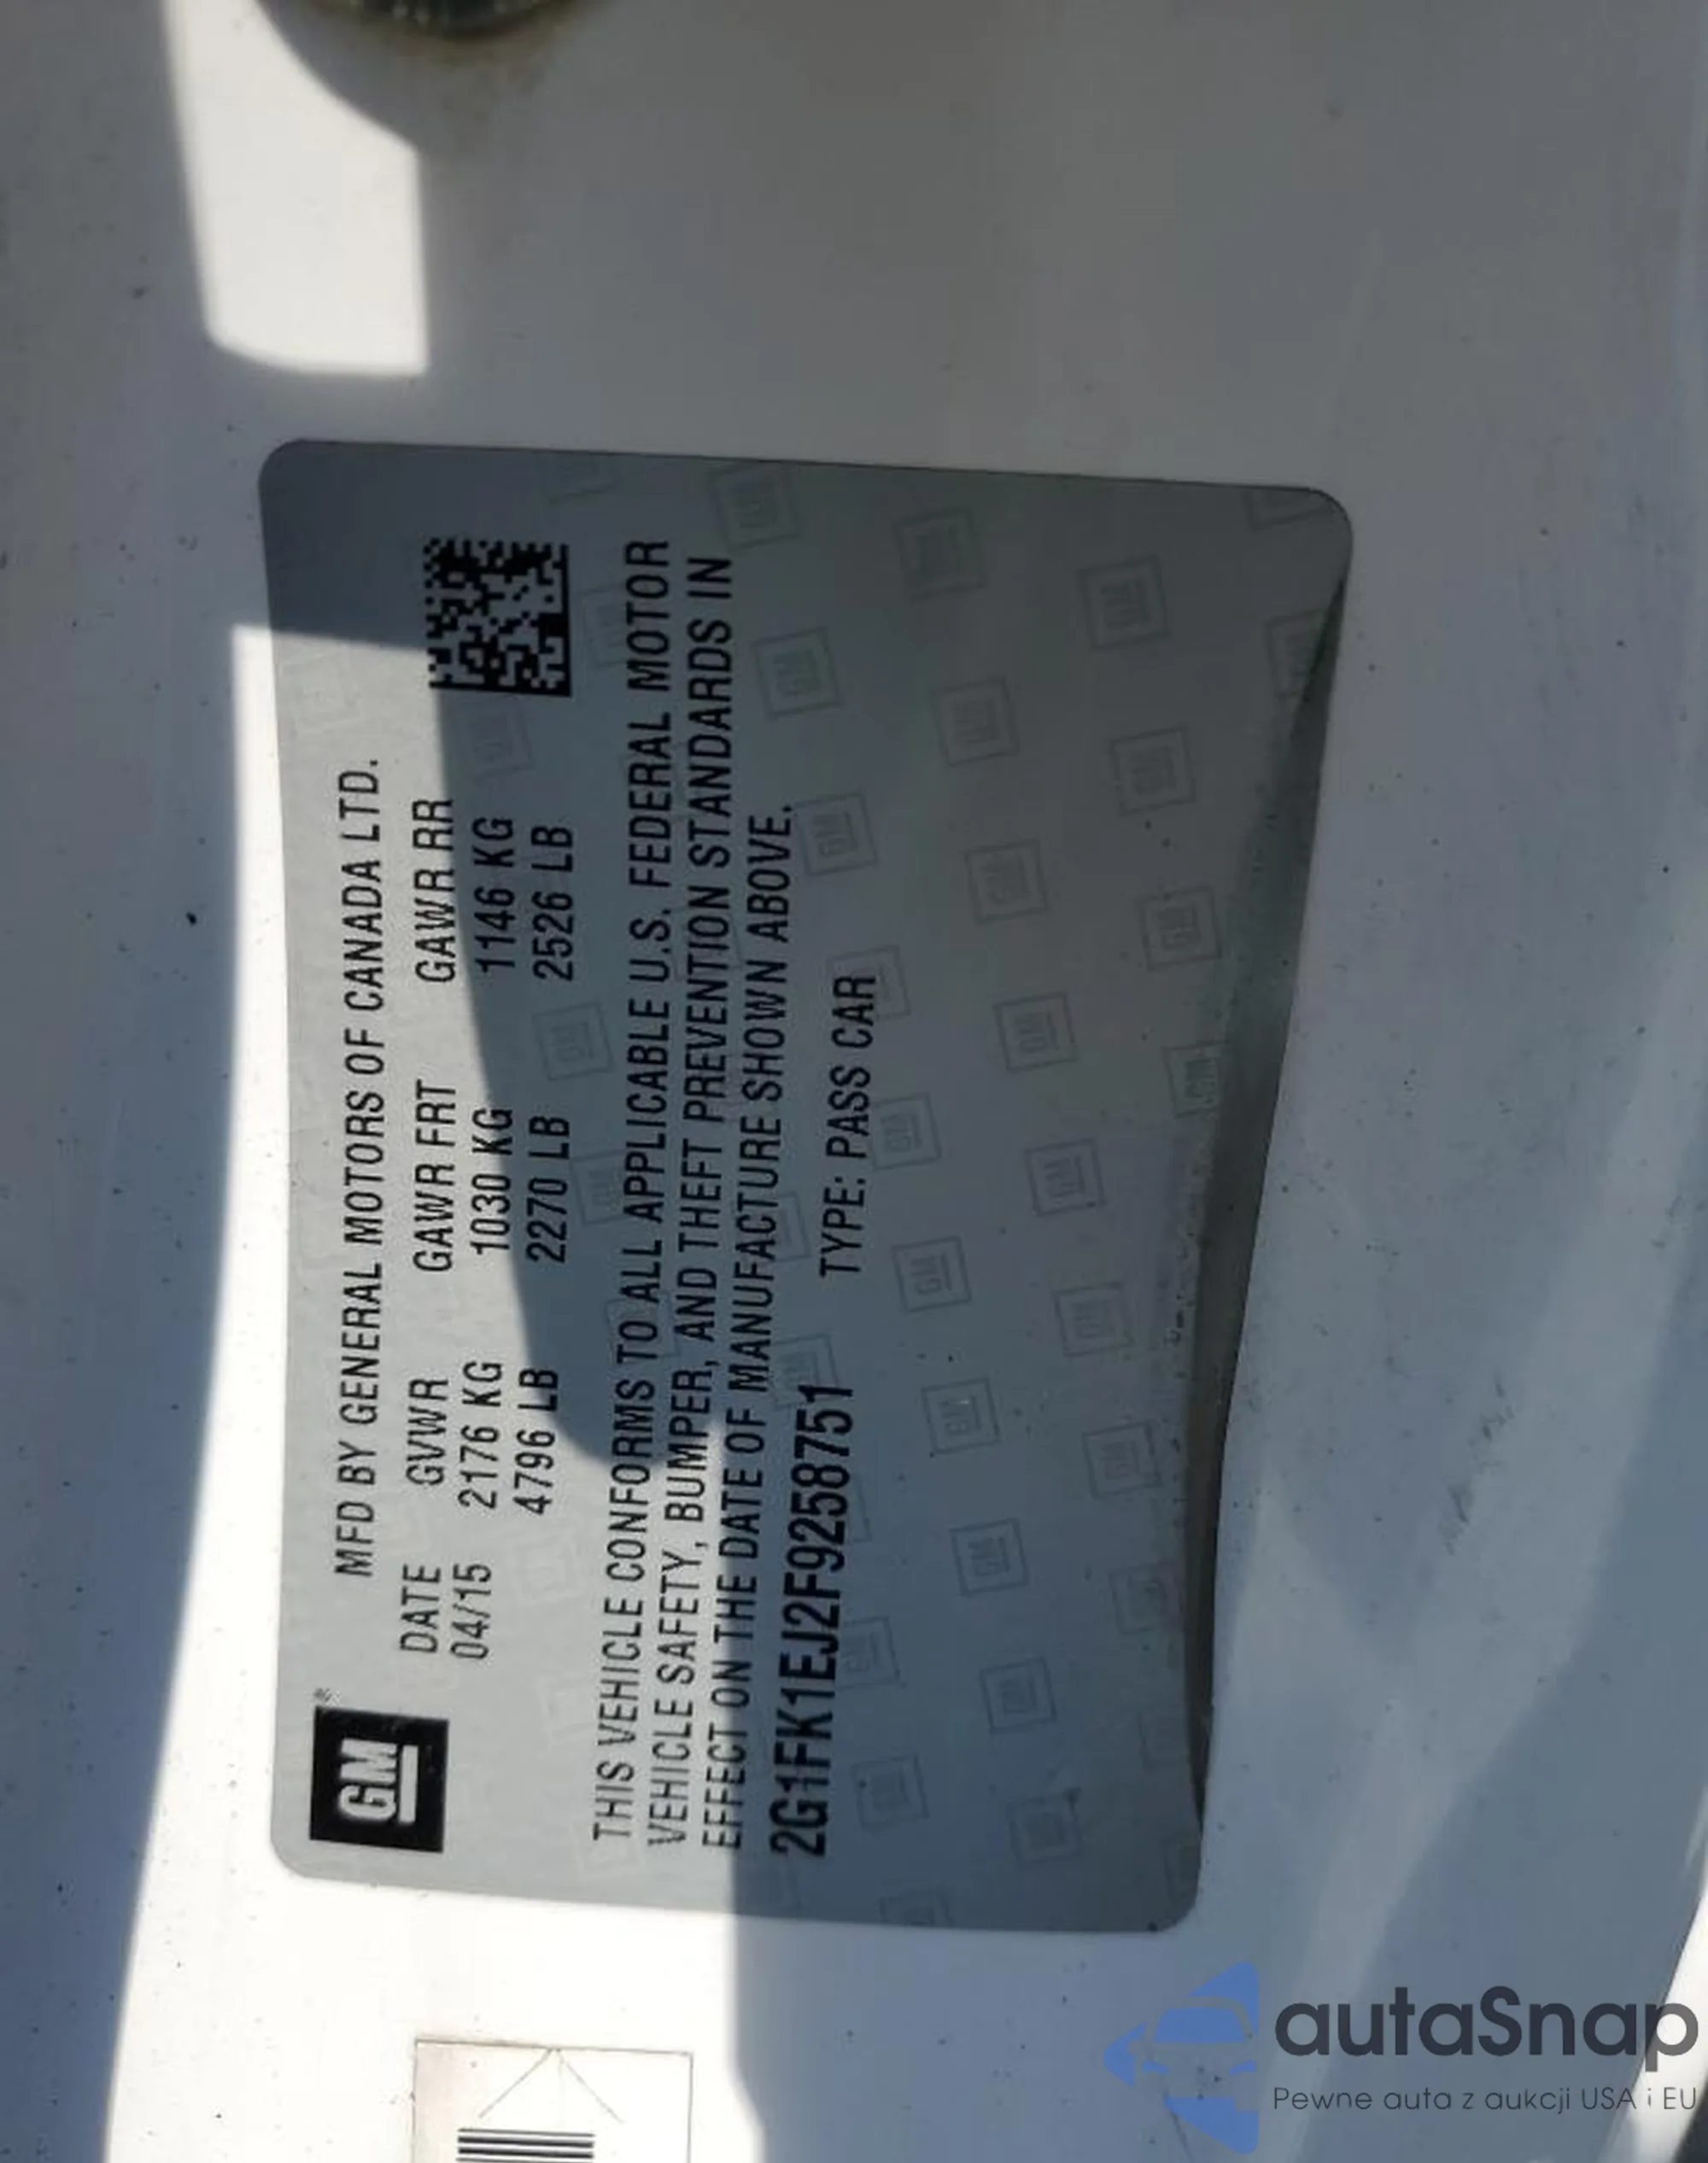 GM®
MFD BY GENERAL MOTORS OF CANADA LTD.
DATE GVWR GAWR FRT GAWR RR
04/15 2176 KG 1030 KG 1146 KG
4796 LB 2270 LB 2526 LB
THIS VEHICLE CONFORMS TO ALL APPLICABLE U.S. FEDERAL MOTOR
VEHICLE SAFETY, BUMPER, AND THEFT PREVENTION STANDARDS IN
EFFECT ON THE DATE OF MANUFACTURE SHOWN ABOVE.
2G1FK1EJ2F9258751 TYPE: PASS CAR
autaSnap
Pewne auta z aukcji USA i EU